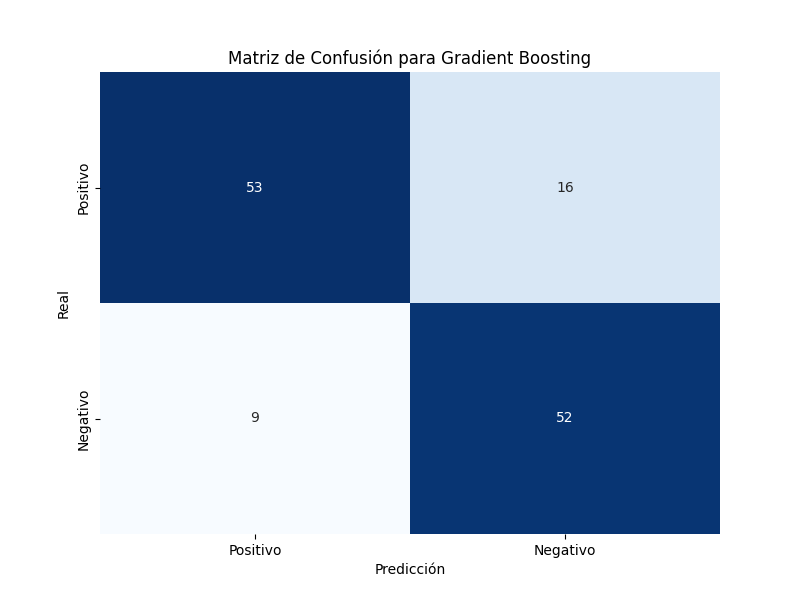 Matriz de Confusión para Gradient Boosting
Positivo
53
16
Real
Negativo
9
52
Positivo
Negativo
Predicción